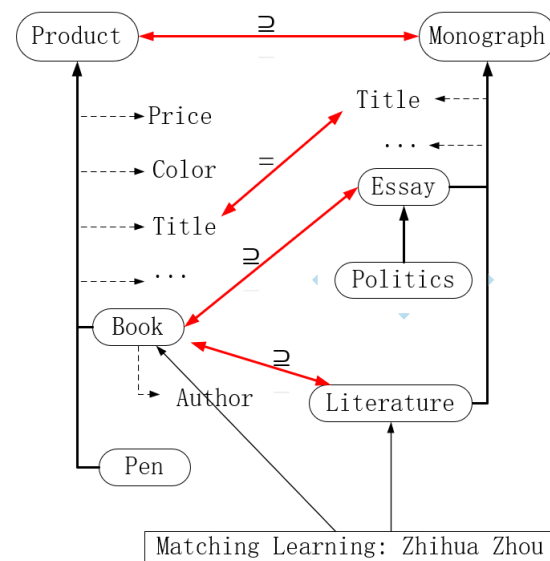 Product
⊇
Monograph
Title
Price
...
Color
=
Essay
Title
⊇
...
Politics
Book
⊇
Author
Literature
Pen
Matching Learning: Zhihua Zhou